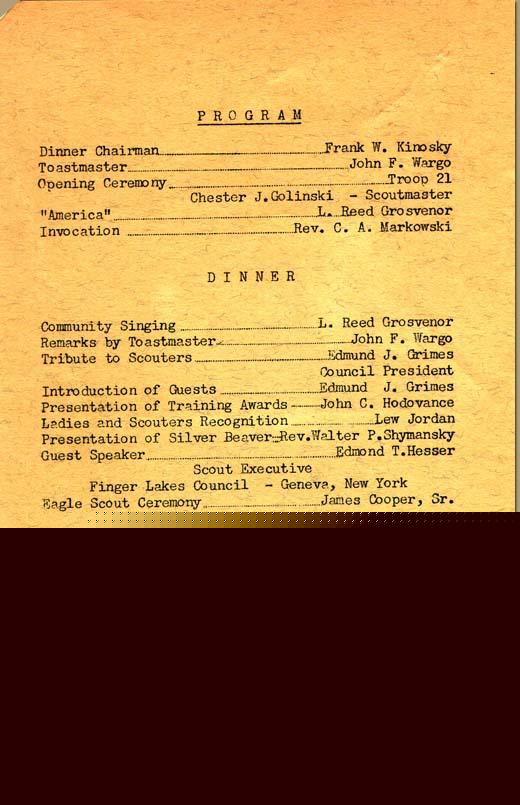 PROGRAM
Dinner Chairman Frank W. Kinosky
Toastmaster John F. Wargo
Opening Ceremony Troop 21
Chester J.Golinski - Scoutmaster
"America" L. Reed Grosvenor
Invocation Rev. C. A. Markowski
DINNER
Community Singing L. Reed Grosvenor
Remarks by Toastmaster John F. Wargo
Tribute to Scouters Edmund J. Grimes
Council President
Introduction of Guests Edmund J. Grimes
Presentation of Training Awards John C. Hodovance
Ladies and Scouters Recognition Lew Jordan
Presentation of Silver Beaver Rev.Walter P.Shymansky
Guest Speaker Edmond T.Hesser
Scout Executive
Finger Lakes Council - Geneva, New York
Eagle Scout Ceremony James Cooper, Sr.